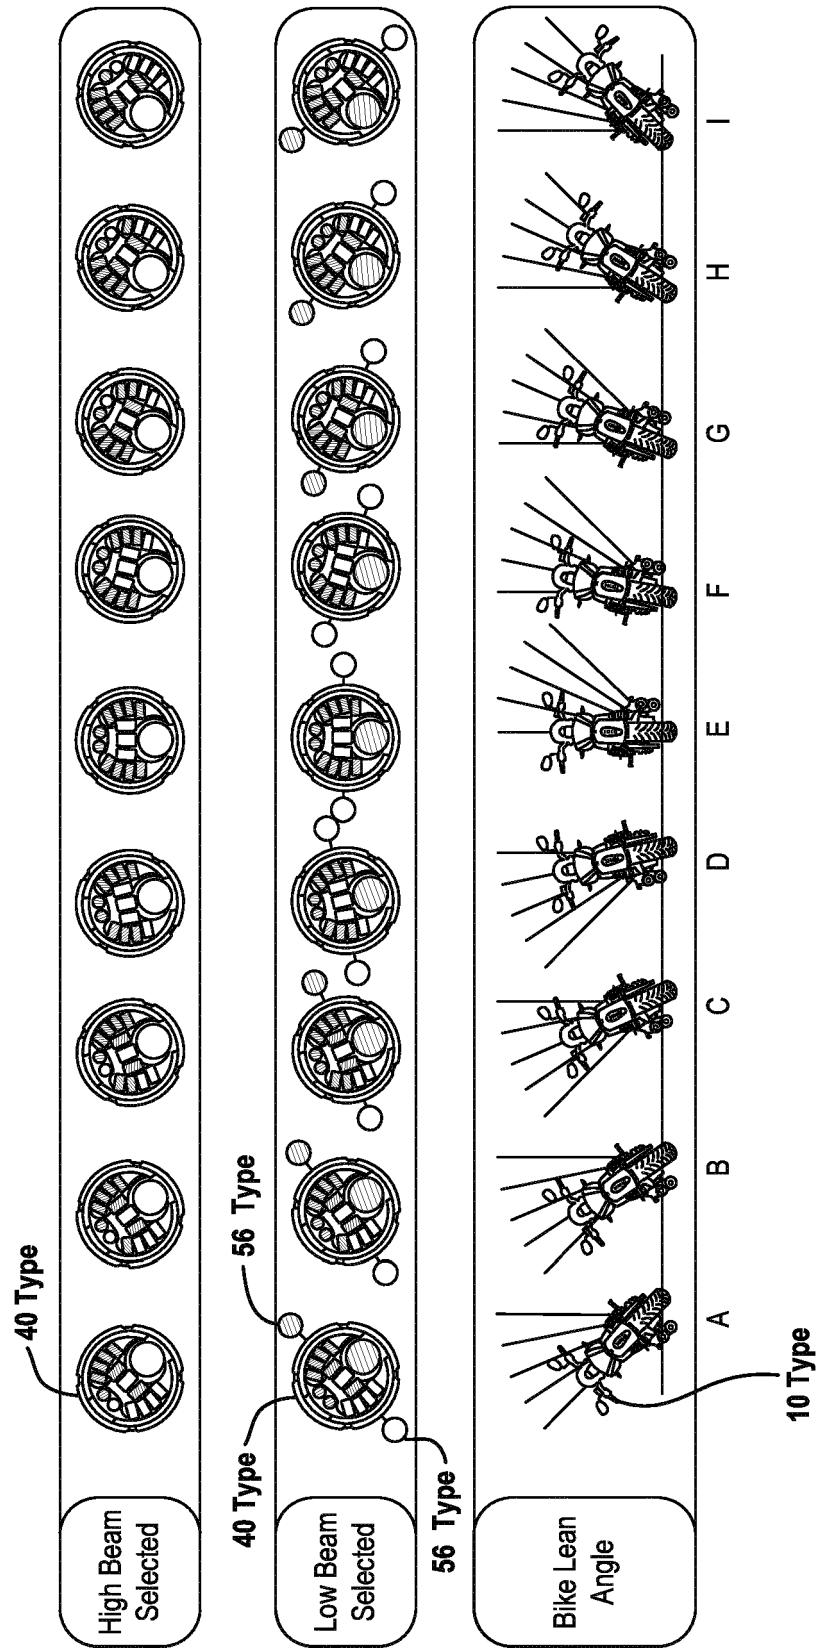 40 Type
High Beam
Selected
40 Type
56 Type
56 Type
Low Beam
Selected
Bike Lean
Angle
10 Type
A
B
C
D
E
F
G
H
I